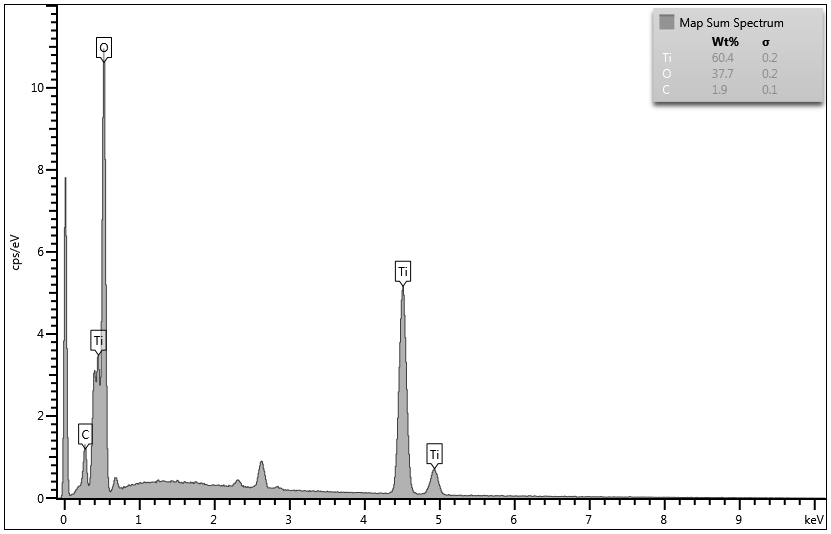 Map Sum Spectrum
Wt% σ
Ti 60.4 0.2
O 37.7 0.2
C 1.9 0.1
O
10
8
cps/eV
6
Ti
Ti
4
C
Ti
2
0
0 1 2 3 4 5 6 7 8 9 keV